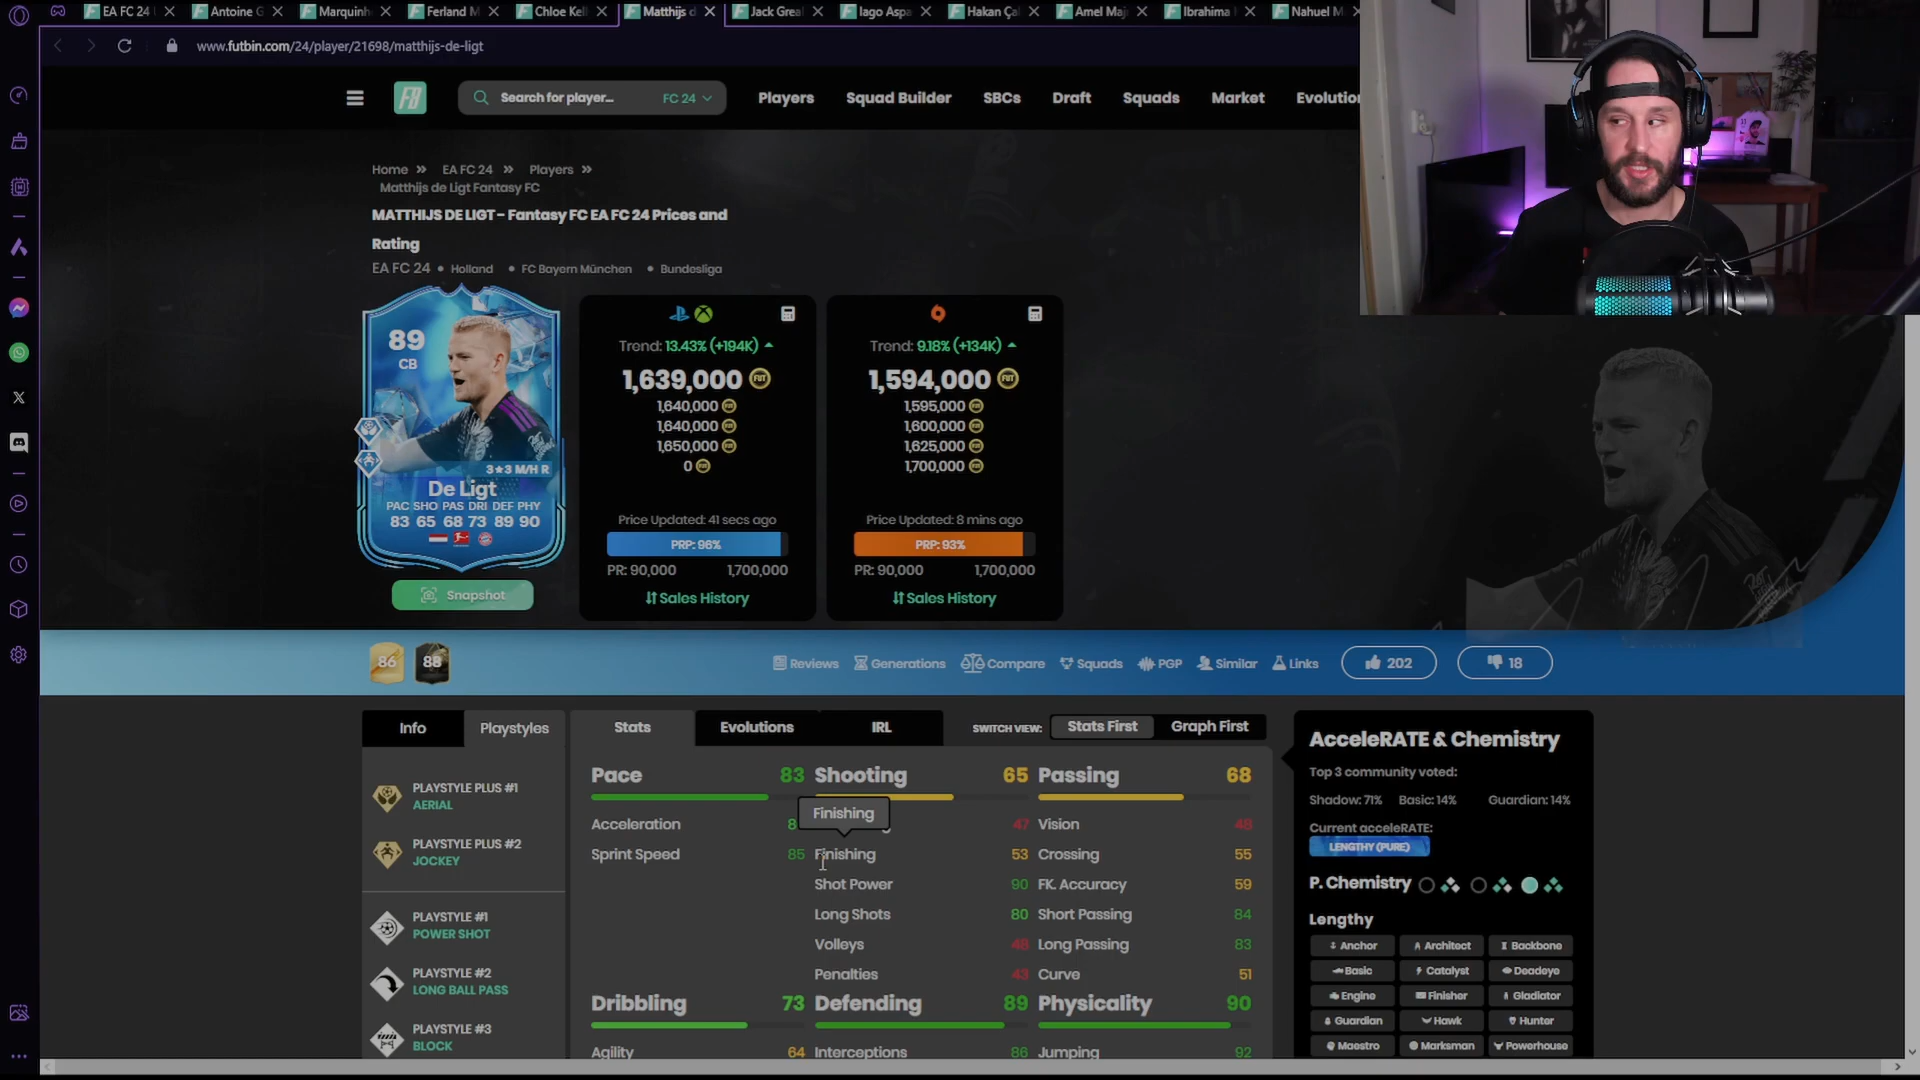 EA FC 24 |
Antoine G
Marquinh
Ferland M
Chloe Kel
Matthijs d
Jack Grea
Iago Aspa
Hakan Çal
Amel Maj
Ibrahima
Nahuel M
www.futbin.com/24/player/21698/matthijs-de-ligt
Search for player...
FC 24
Players
Squad Builder
SBCs
Draft
Squads
Market
Evolution
Home » EA FC 24 » Players »
Matthijs de Ligt Fantasy FC
MATTHIJS DE LIGT - Fantasy FC EA FC 24 Prices and
Rating
EA FC 24 • Holland • FC Bayern München • Bundesliga
89
CB
3★3 M/H R
De Ligt
PAC SHO PAS DRI DEF PHY
83 65 68 73 89 90
Snapshot
Trend: 13.43% (+194K)
1,639,000
1,640,000
1,640,000
1,650,000
0
Price Updated: 41 secs ago
PRP: 96%
PR: 90,000 1,700,000
Sales History
Trend: 9.18% (+134K)
1,594,000
1,595,000
1,600,000
1,625,000
1,700,000
Price Updated: 8 mins ago
PRP: 93%
PR: 90,000 1,700,000
Sales History
86
88
Reviews
Generations
Compare
Squads
PGP
Similar
Links
202
18
Info
Playstyles
PLAYSTYLE PLUS #1
AERIAL
PLAYSTYLE PLUS #2
JOCKEY
PLAYSTYLE #1
POWER SHOT
PLAYSTYLE #2
LONG BALL PASS
PLAYSTYLE #3
BLOCK
Stats
Evolutions
IRL
SWITCH VIEW:
Stats First
Graph First
Pace 83
Acceleration 8
Sprint Speed 85
Shooting 65
Finishing
47
Finishing 53
Shot Power 90
Long Shots 80
Volleys 48
Penalties 43
Passing 68
Vision 48
Crossing 55
FK. Accuracy 59
Short Passing 84
Long Passing 83
Curve 51
Dribbling 73
Agility 64
Defending 89
Interceptions 86
Physicality 90
Jumping 92
AcceleRATE & Chemistry
Top 3 community voted:
Shadow: 71% Basic: 14% Guardian: 14%
Current acceleRATE:
LENGTHY (PURE)
P. Chemistry
Lengthy
Anchor
Architect
Backbone
Basic
Catalyst
Deadeye
Engine
Finisher
Gladiator
Guardian
Hawk
Hunter
Maestro
Marksman
Powerhouse